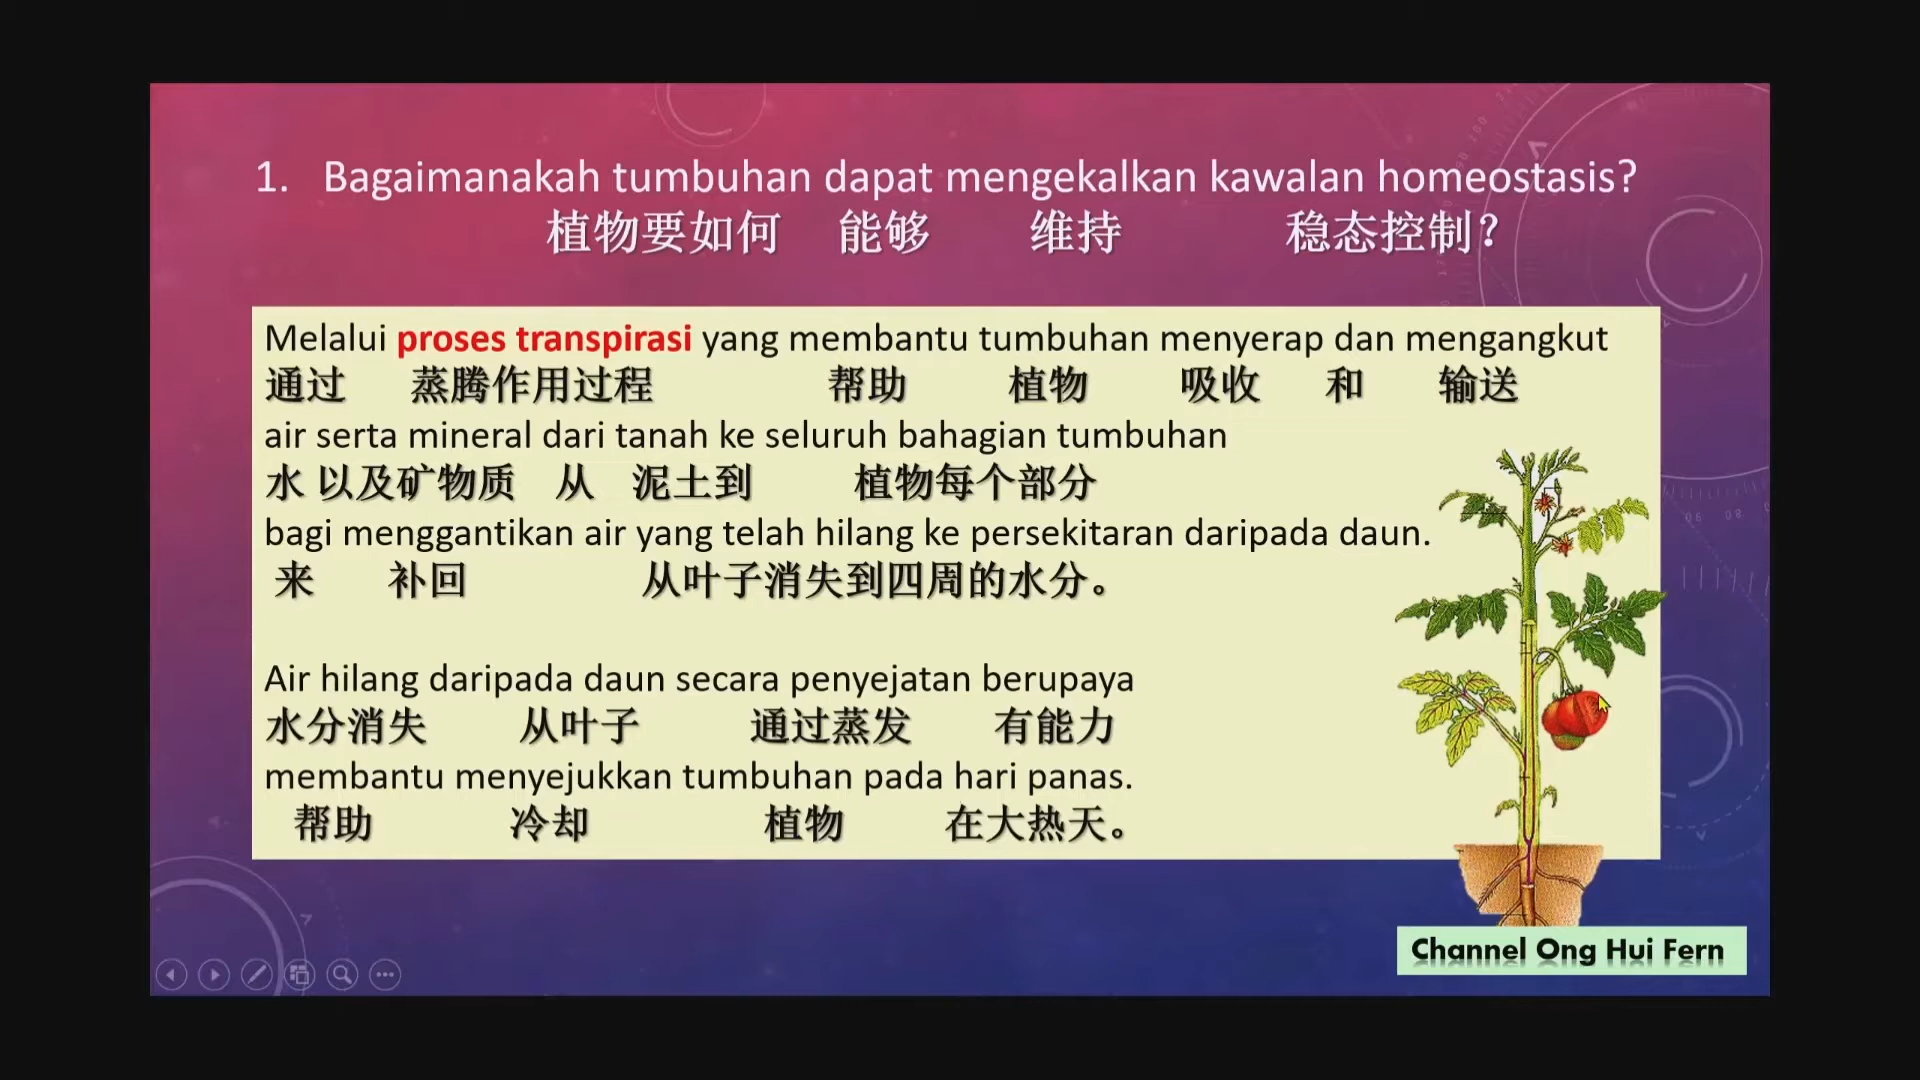 1. Bagaimanakah tumbuhan dapat mengekalkan kawalan homeostasis?
植物要如何 能够 维持 稳态控制?
Melalui proses transpirasi yang membantu tumbuhan menyerap dan mengangkut
通过 蒸腾作用过程 帮助 植物 吸收 和 输送
air serta mineral dari tanah ke seluruh bahagian tumbuhan
水 以及矿物质 从 泥土到 植物每个部分
bagi menggantikan air yang telah hilang ke persekitaran daripada daun.
来 补回 从叶子消失到四周的水分。
Air hilang daripada daun secara penyejatan berupaya
水分消失 从叶子 通过蒸发 有能力
membantu menyejukkan tumbuhan pada hari panas.
帮助 冷却 植物 在大热天。
Channel Ong Hui Fern